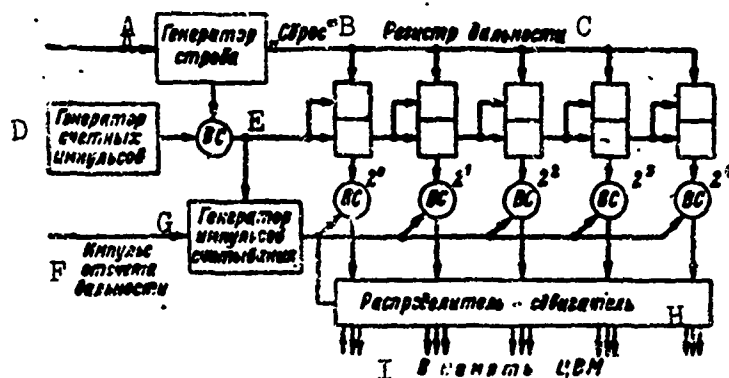 A
Генератор
строба
„Сброс"
B
Регистр дальности
C
D
Генератор
счетных
импульсов
ВС
E
2⁰
2¹
2²
2³
2⁴
ВС
ВС
ВС
ВС
ВС
G
Генератор
импульсов
считывания
F
Импульс
отсчета
дальности
Распределитель - сдвигатель
H
I
В память ЦВМ